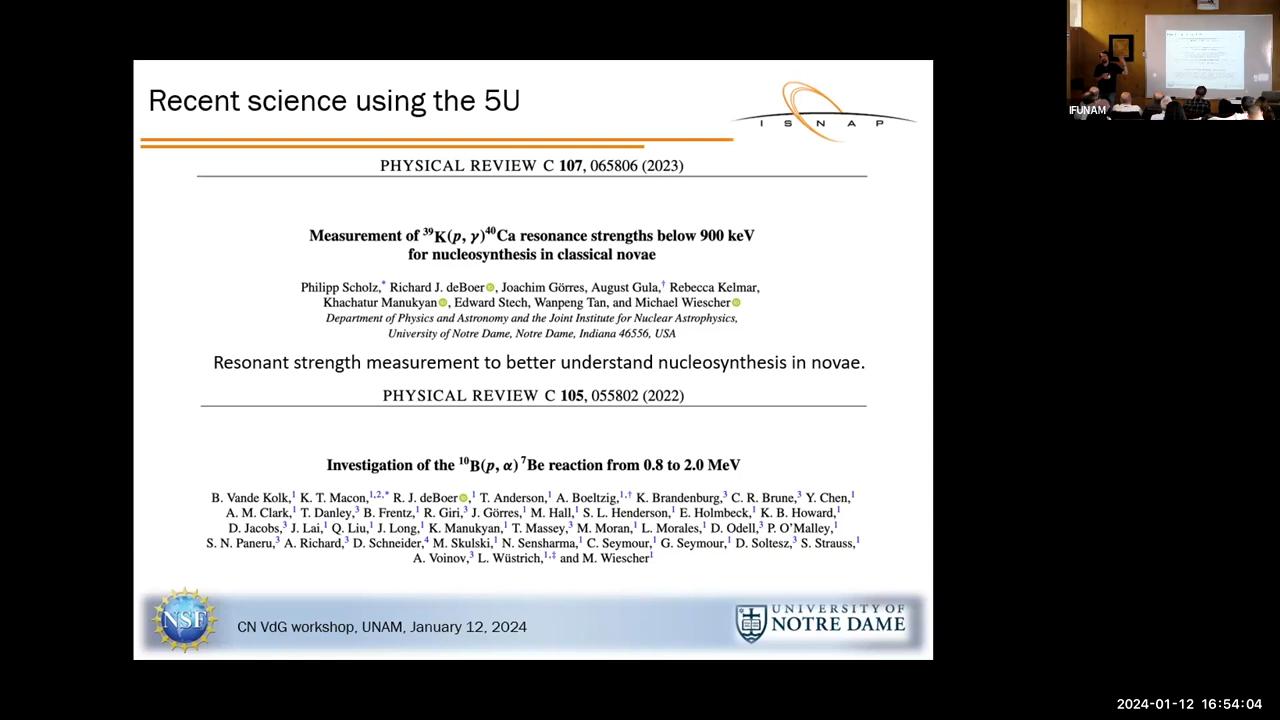 Recent science using the 5U
I S N A P
PHYSICAL REVIEW C 107, 065806 (2023)
Measurement of ³⁹K(p, γ)⁴⁰Ca resonance strengths below 900 keV
for nucleosynthesis in classical novae
Philipp Scholz,* Richard J. deBoer, Joachim Görres, August Gula,† Rebecca Kelmar,
Khachatur Manukyan, Edward Stech, Wanpeng Tan, and Michael Wiescher
Department of Physics and Astronomy and the Joint Institute for Nuclear Astrophysics,
University of Notre Dame, Notre Dame, Indiana 46556, USA
Resonant strength measurement to better understand nucleosynthesis in novae.
PHYSICAL REVIEW C 105, 055802 (2022)
Investigation of the ¹⁰B(p, α)⁷Be reaction from 0.8 to 2.0 MeV
B. Vande Kolk,¹ K. T. Macon,¹,²,* R. J. deBoer,¹ T. Anderson,¹ A. Boeltzig,¹,† K. Brandenburg,³ C. R. Brune,³ Y. Chen,¹
A. M. Clark,¹ T. Danley,³ B. Frentz,¹ R. Giri,³ J. Görres,¹ M. Hall,¹ S. L. Henderson,¹ E. Holmbeck,¹ K. B. Howard,¹
D. Jacobs,³ J. Lai,¹ Q. Liu,¹ J. Long,¹ K. Manukyan,¹ T. Massey,³ M. Moran,¹ L. Morales,¹ D. Odell,³ P. O'Malley,¹
S. N. Paneru,³ A. Richard,³ D. Schneider,⁴ M. Skulski,¹ N. Sensharma,¹ C. Seymour,¹ G. Seymour,¹ D. Soltesz,³ S. Strauss,¹
A. Voinov,³ L. Wüstrich,¹,‡ and M. Wiescher¹
NSF
CN VdG workshop, UNAM, January 12, 2024
UNIVERSITY OF
NOTRE DAME
IFUNAM
2024-01-12 16:54:04